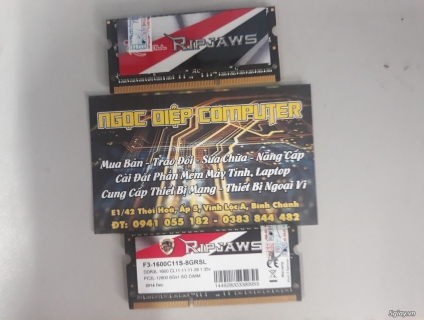 RIPJAWS
NGỌC DIỆP COMPUTER
Mua Bán - Trao Đổi - Sửa Chữa - Nâng Cấp
Cài Đặt Phần Mềm Máy Tính, Laptop
Cung Cấp Thiết Bị Mạng - Thiết Bị Ngoại Vi
E1/42 Thới Hoà, Ấp 5, Vĩnh Lộc A, Bình Chánh
ĐT: 0941 055 182 - 0383 844 482
RIPJAWS
F3-1600C11S-8GRSL